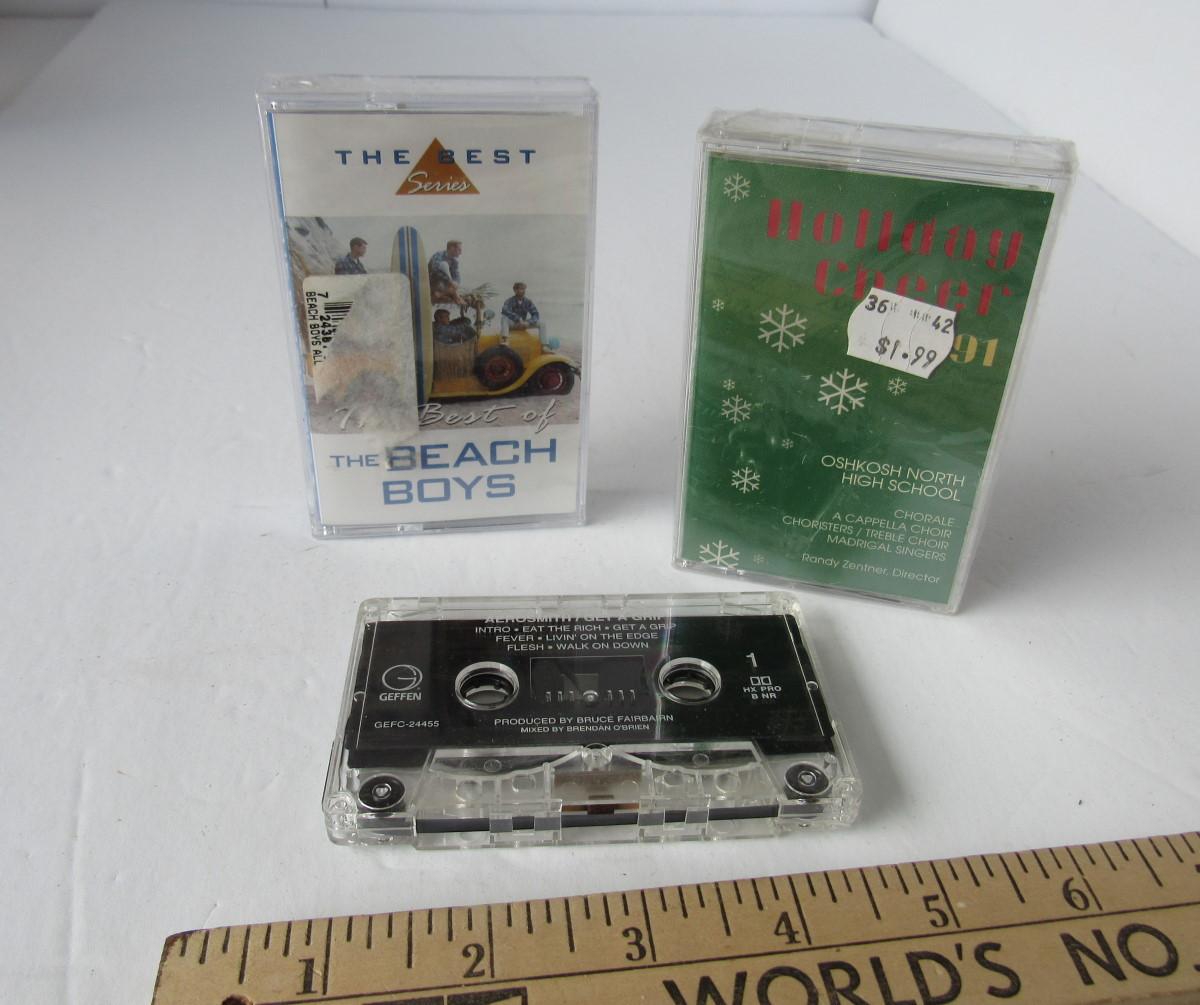 THE BEST
Series
7 2438
BEACH BOYS ALL
Best of
THE BEACH
BOYS
Holiday
Cheer
91
36 42
$1.99
OSHKOSH NORTH
HIGH SCHOOL
CHORALE
A CAPPELLA CHOIR
CHORISTERS / TREBLE CHOIR
MADRIGAL SINGERS
Randy Zentner, Director
AEROSMITH / GET A GRIP
INTRO • EAT THE RICH • GET A GRIP
FEVER • LIVIN' ON THE EDGE
FLESH • WALK ON DOWN
GEFFEN
1
HX PRO
B NR
GEFC-24455
PRODUCED BY BRUCE FAIRBAIRN
MIXED BY BRENDAN O'BRIEN
1 2 3 4 5 6
WORLD'S NO.